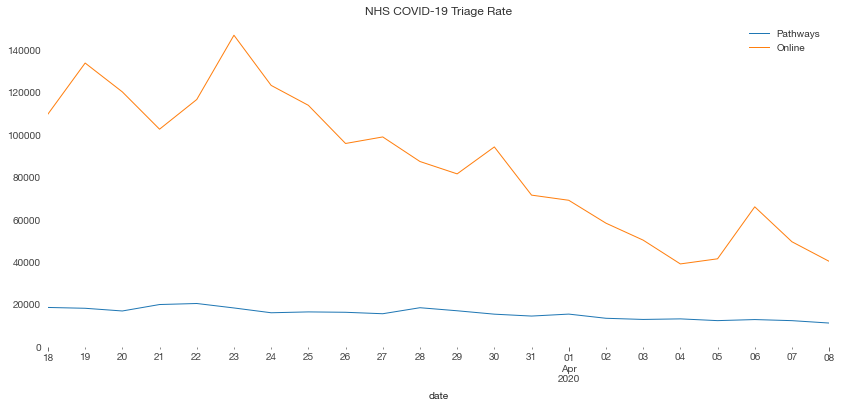 NHS COVID-19 Triage Rate
Pathways
Online
140000
120000
100000
80000
60000
40000
20000
0
18 19 20 21 22 23 24 25 26 27 28 29 30 31 01 02 03 04 05 06 07 08
Apr
2020
date